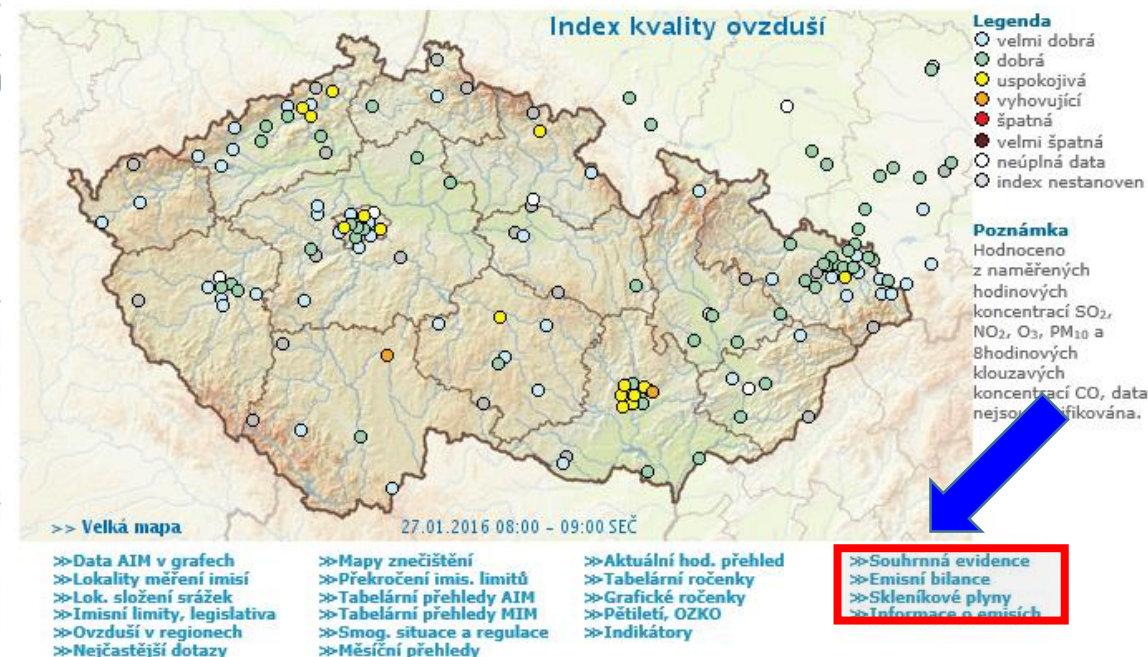 Index kvality ovzduší
Legenda
velmi dobrá
dobrá
uspokojivá
vyhovující
špatná
velmi špatná
neúplná data
index nestanoven
Poznámka
Hodnoceno
z naměřených
hodinových
koncentrací SO₂,
NO₂, O₃, PM₁₀ a
8hodinových
klouzavých
koncentrací CO, data
>> Velká mapa
27.01.2016 08:00 - 09:00 SEČ
>>Data AIM v grafech
>>Lokality měření imisí
>>Lok. složení srážek
>>Imisní limity, legislativa
>>Ovzduší v regionech
>>Nejčastější dotazy
>>Mapy znečištění
>>Překročení imis. limitů
>>Tabelární přehledy AIM
>>Tabelární přehledy MIM
>>Smog. situace a regulace
>>Měsíční přehledy
>>Aktuální hod. přehled
>>Tabelární ročenky
>>Grafické ročenky
>>Pětiletí, OZKO
>>Indikátory
>>Souhrnná evidence
>>Emisní bilance
>>Skleníkové plyny
>>Informace o emisích